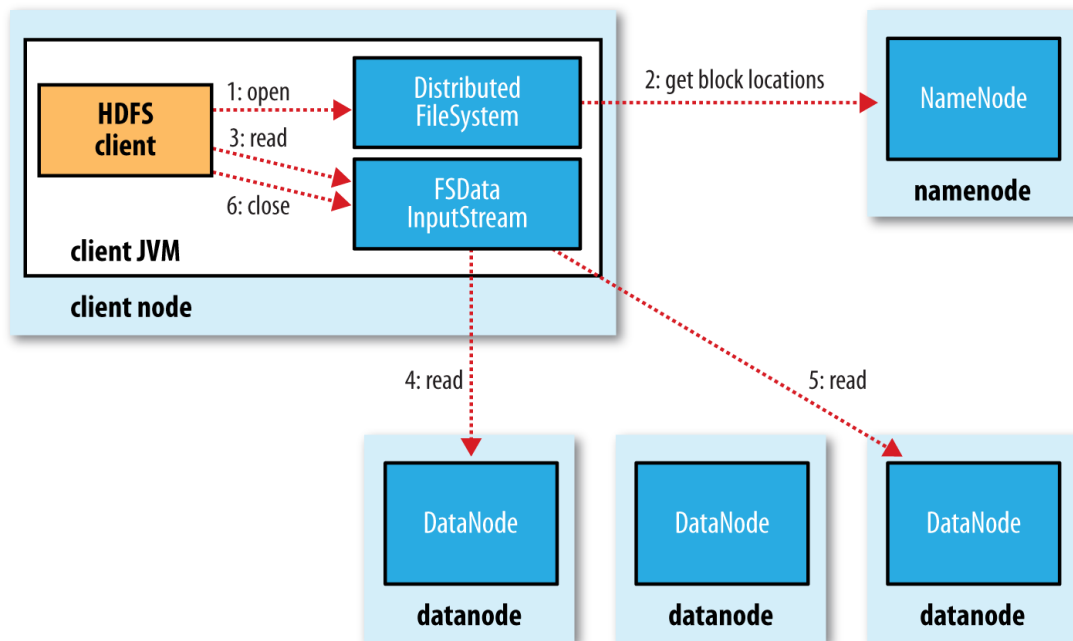 1: open
HDFS
client
3: read
6: close
Distributed
FileSystem
FSData
InputStream
client JVM
client node
2: get block locations
NameNode
namenode
4: read
5: read
DataNode
datanode
DataNode
datanode
DataNode
datanode